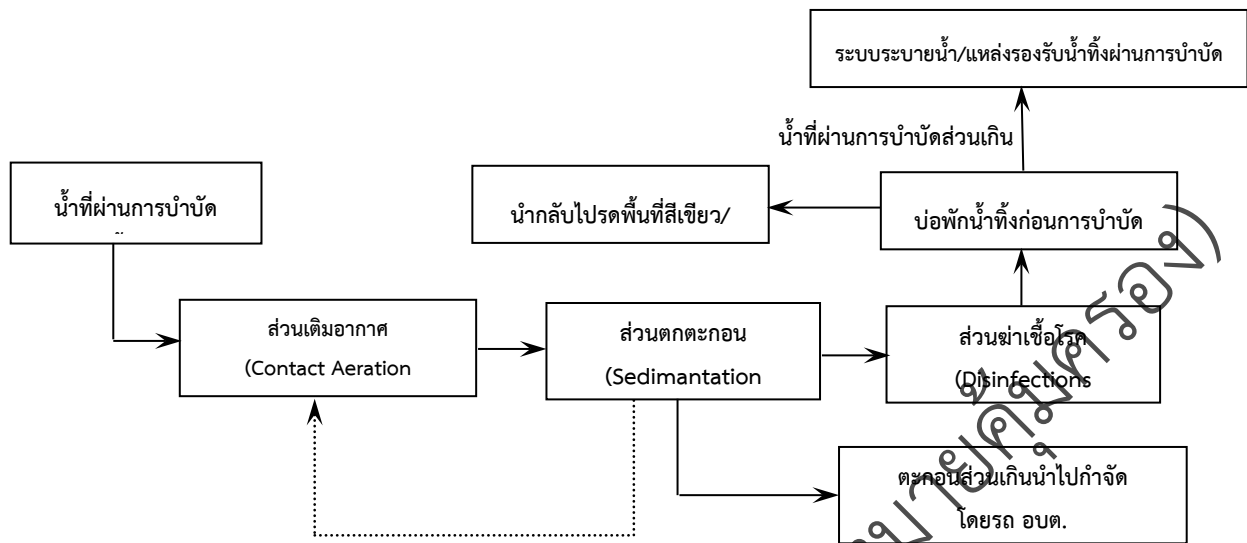 ระบบระบายน้ำ/แหล่งรองรับน้ำทิ้งผ่านการบำบัด
น้ำที่ผ่านการบำบัดส่วนเกิน
น้ำที่ผ่านการบำบัด
นำกลับไปรดพื้นที่สีเขียว/
บ่อพักน้ำทิ้งก่อนการบำบัด
ส่วนเติมอากาศ
(Contact Aeration
ส่วนตกตะกอน
(Sedimantation
ส่วนฆ่าเชื้อโรค
(Disinfections
ตะกอนส่วนเกินนำไปกำจัด
โดยรถ อบต.